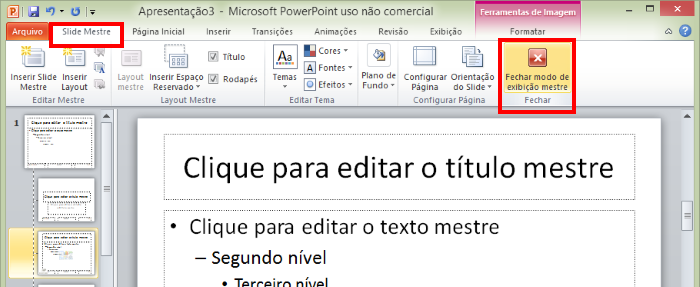 Apresentação3 - Microsoft PowerPoint uso não comercial
Ferramentas de Imagem
Arquivo Slide Mestre Página Inicial Inserir Transições Animações Revisão Exibição Formatar
Inserir Slide Mestre
Inserir Layout
Layout mestre
Inserir Espaço Reservado
Título
Rodapés
Temas
Cores
Fontes
Efeitos
Plano de Fundo
Configurar Página
Orientação do Slide
Fechar modo de exibição mestre
Editar Mestre Layout Mestre Editar Tema Configurar Página Fechar
1
Clique para editar o título mestre
• Clique para editar o texto mestre
– Segundo nível
• Terceiro nível